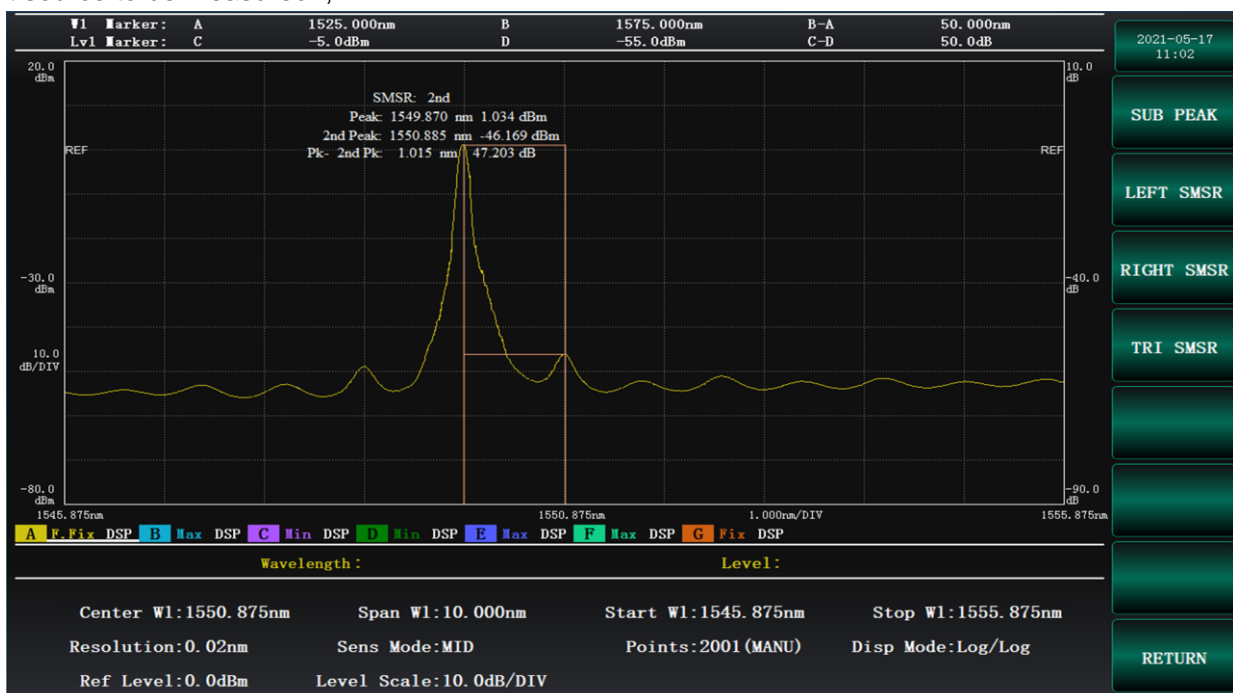 Wl Marker: A 1525.000nm B 1575.000nm B-A 50.000nm
Lvl Marker: C -5.0dBm D -55.0dBm C-D 50.0dB
2021-05-17
11:02
20.0
dBm
10.0
dB
SMSR: 2nd
Peak: 1549.870 nm 1.034 dBm
2nd Peak: 1550.885 nm -46.169 dBm
Pk- 2nd Pk: 1.015 nm 47.203 dB
REF
REF
-30.0
dBm
-40.0
dB
10.0
dB/DIV
-80.0
dBm
-90.0
dB
1545.875nm 1550.875nm 1.000nm/DIV 1555.875nm
A F.Fix DSP B Max DSP C Min DSP D Min DSP E Max DSP F Max DSP G Fix DSP
Wavelength: Level:
Center Wl:1550.875nm Span Wl:10.000nm Start Wl:1545.875nm Stop Wl:1555.875nm
Resolution:0.02nm Sens Mode:MID Points:2001(MANU) Disp Mode:Log/Log
Ref Level:0.0dBm Level Scale:10.0dB/DIV
SUB PEAK
LEFT SMSR
RIGHT SMSR
TRI SMSR
RETURN